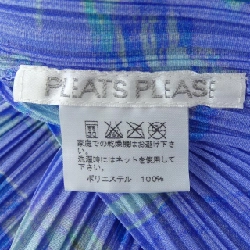 PLEATS PLEASE
家庭での乾燥機はお避け
下さい。
洗濯時にはネットを使用して
下さい。
ポリエステル 100%